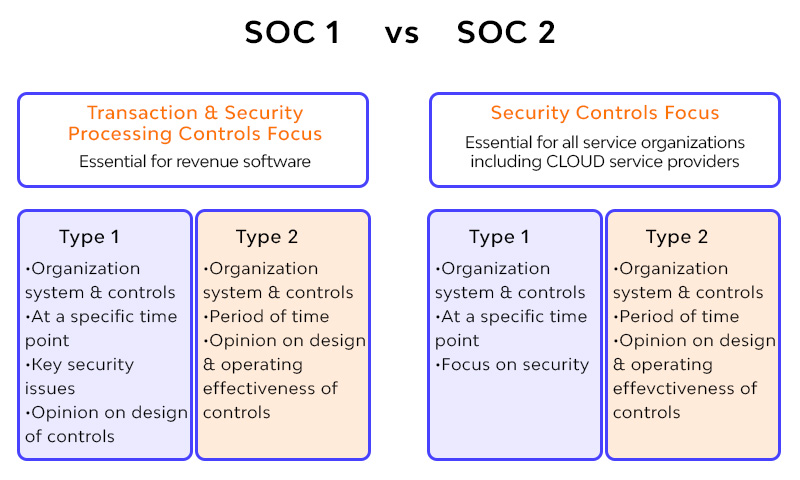 SOC 1 vs SOC 2
Transaction & Security
Processing Controls Focus
Essential for revenue software
Security Controls Focus
Essential for all service organizations
including CLOUD service providers
Type 1
•Organization
system & controls
•At a specific time
point
•Key security
issues
•Opinion on design
of controls
Type 2
•Organization
system & controls
•Period of time
•Opinion on design
& operating
effectiveness of
controls
Type 1
•Organization
system & controls
•At a specific time
point
•Focus on security
Type 2
•Organization
system & controls
•Period of time
•Opinion on design
& operating
effevctiveness of
controls